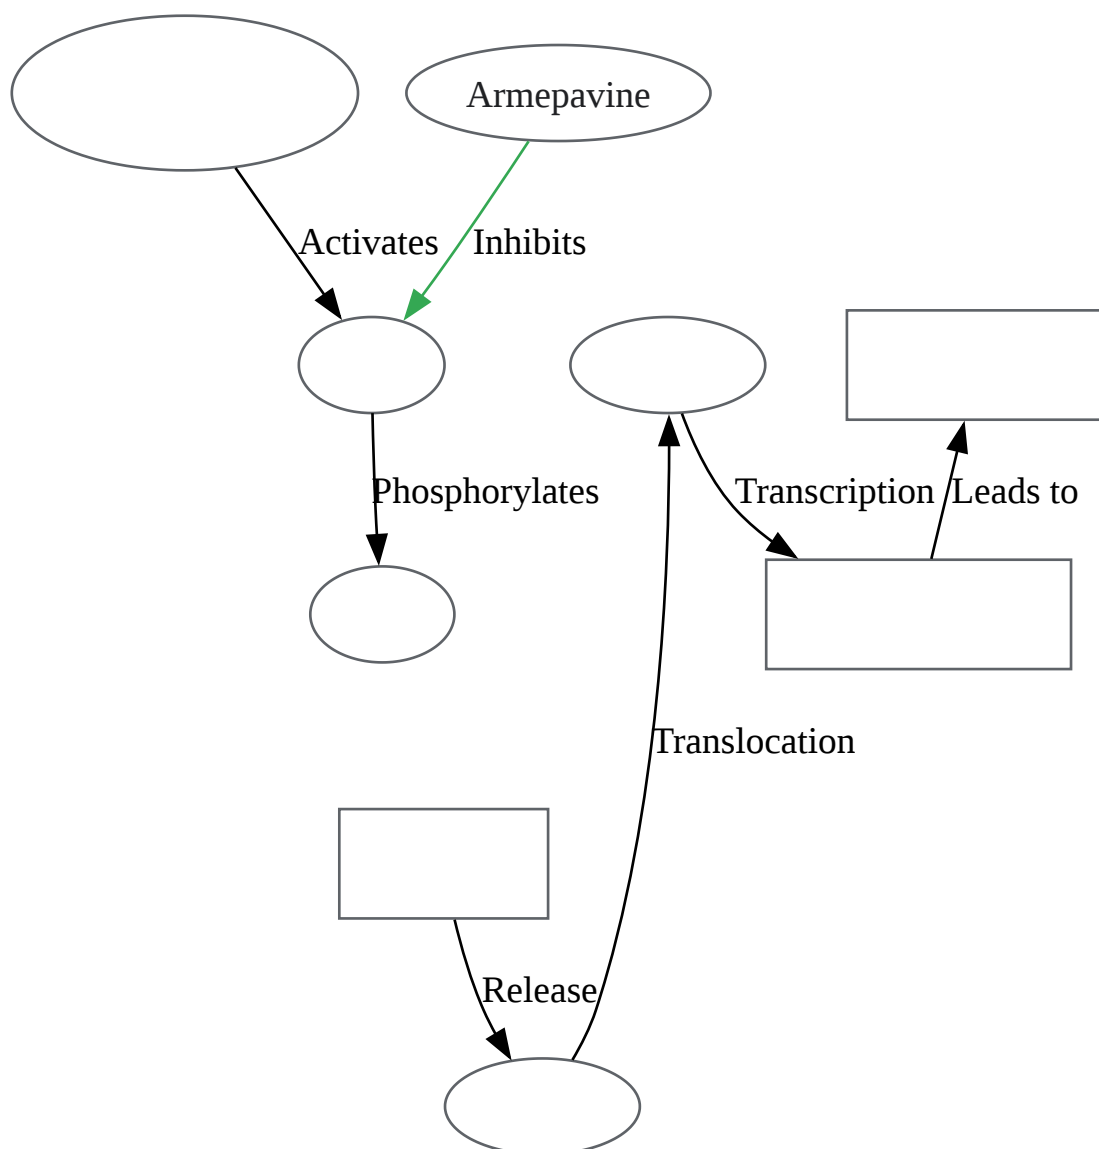 Armepavine
Activates
Inhibits
Phosphorylates
Transcription
Leads to
Translocation
Release